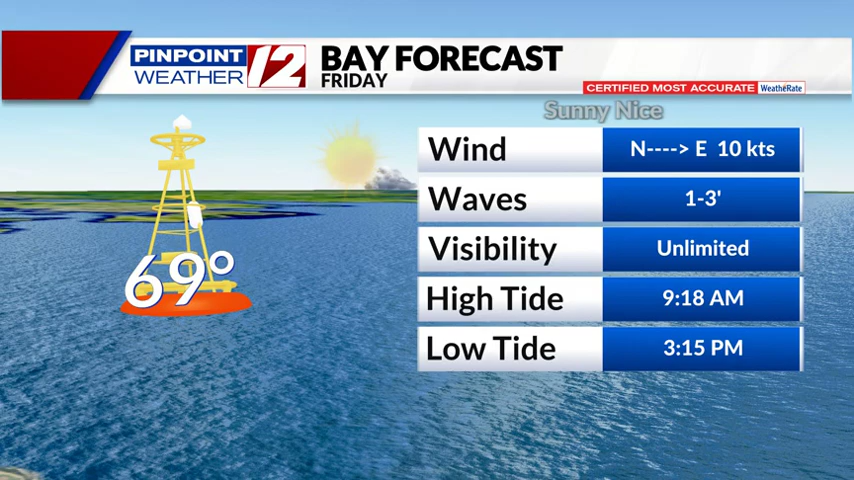 PINPOINT
WEATHER 12
BAY FORECAST
FRIDAY
CERTIFIED MOST ACCURATE WeatheRate
Sunny Nice
Wind N----> E 10 kts
Waves 1-3'
Visibility Unlimited
69°
High Tide 9:18 AM
Low Tide 3:15 PM